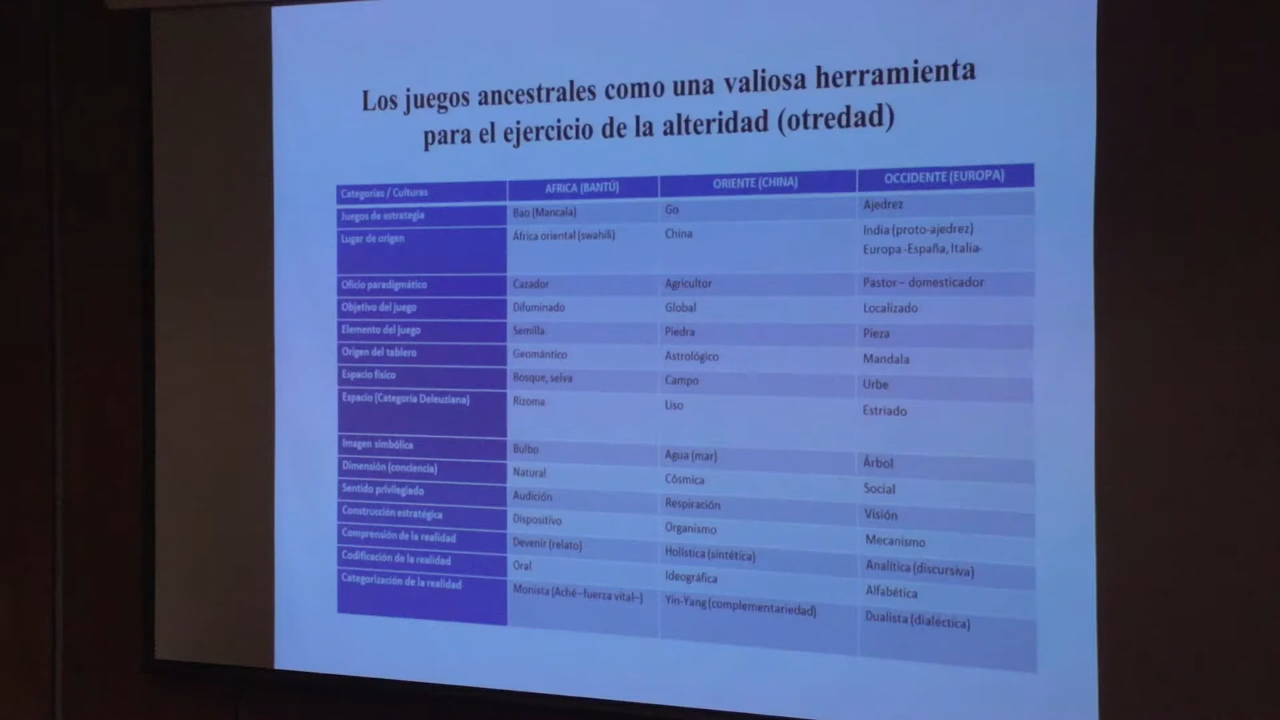 Los juegos ancestrales como una valiosa herramienta
para el ejercicio de la alteridad (otredad)
Categorías / Culturas AFRICA (BANTÚ) ORIENTE (CHINA) OCCIDENTE (EUROPA)
Juegos de estrategia Bao (Mancala) Go Ajedrez
Lugar de origen África oriental (swahili) China India (proto-ajedrez)
Europa -España, Italia-
Oficio paradigmático Cazador Agricultor Pastor – domesticador
Objetivo del juego Difuminado Global Localizado
Elemento del juego Semilla Piedra Pieza
Origen del tablero Geomántico Astrológico Mandala
Espacio físico Bosque, selva Campo Urbe
Espacio (Categoría Deleuziana) Rizoma Liso Estriado
Imagen simbólica Bulbo Agua (mar) Árbol
Dimensión (conciencia) Natural Cósmica Social
Sentido privilegiado Audición Respiración Visión
Construcción estratégica Dispositivo Organismo Mecanismo
Comprensión de la realidad Devenir (relato) Holística (sintética) Analítica (discursiva)
Codificación de la realidad Oral Ideográfica Alfabética
Categorización de la realidad Monista (Aché –fuerza vital–) Yin-Yang (complementariedad) Dualista (dialéctica)